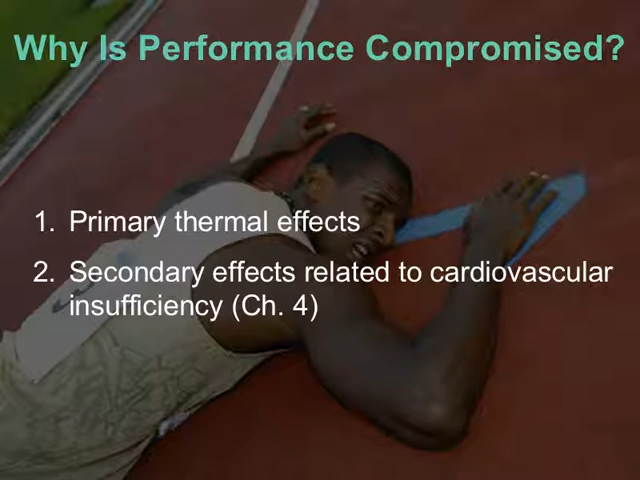 Why Is Performance Compromised?
1. Primary thermal effects
2. Secondary effects related to cardiovascular
insufficiency (Ch. 4)